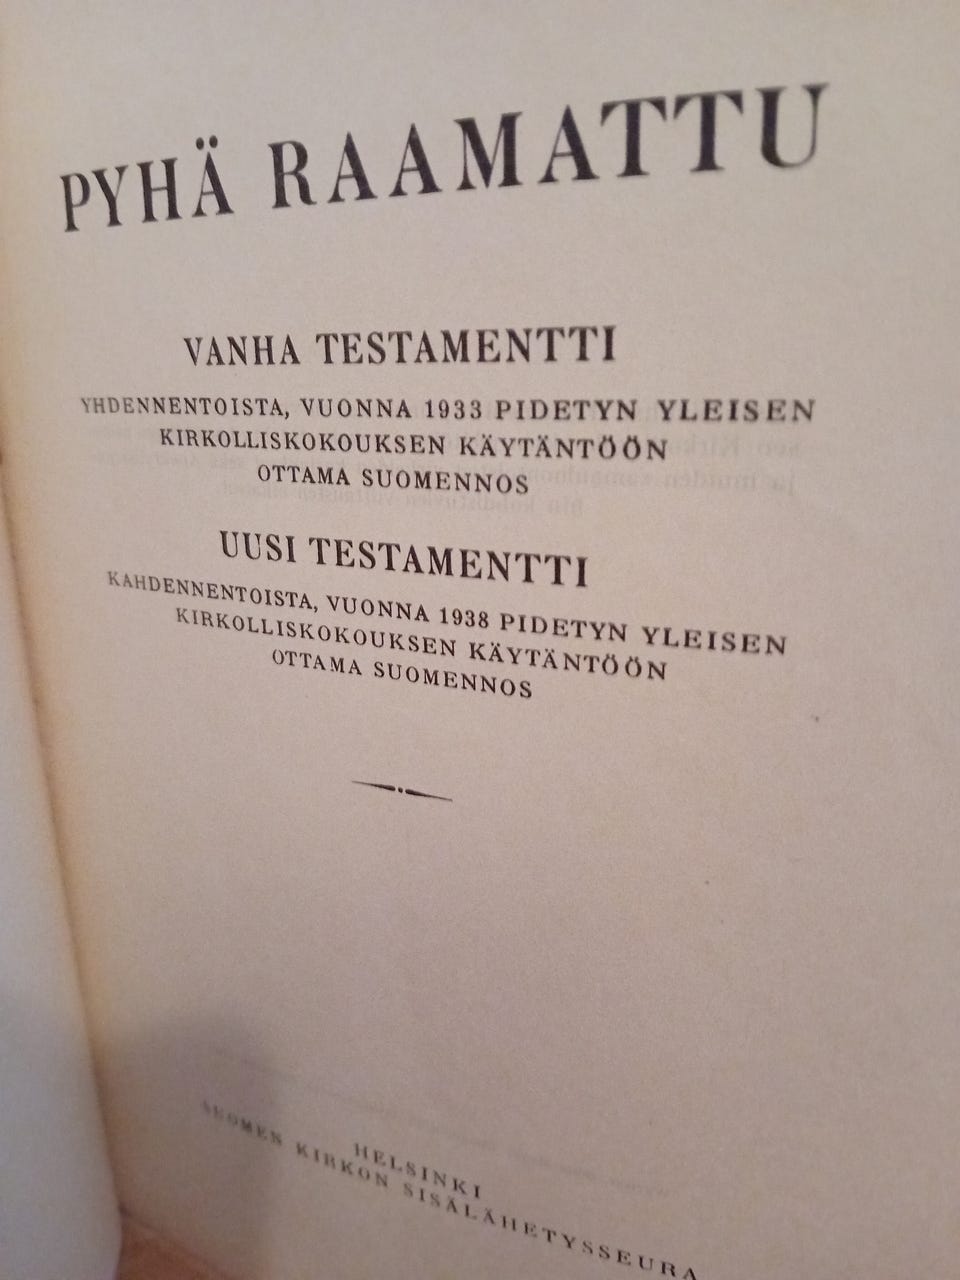 PYHÄ RAAMATTU
VANHA TESTAMENTTI
YHDENNENTOISTA, VUONNA 1933 PIDETYN YLEISEN
KIRKOLLISKOKOUKSEN KÄYTÄNTÖÖN
OTTAMA SUOMENNOS
UUSI TESTAMENTTI
KAHDENNENTOISTA, VUONNA 1938 PIDETYN YLEISEN
KIRKOLLISKOKOUKSEN KÄYTÄNTÖÖN
OTTAMA SUOMENNOS
HELSINKI
SUOMEN KIRKON SISÄLÄHETYSSEURA